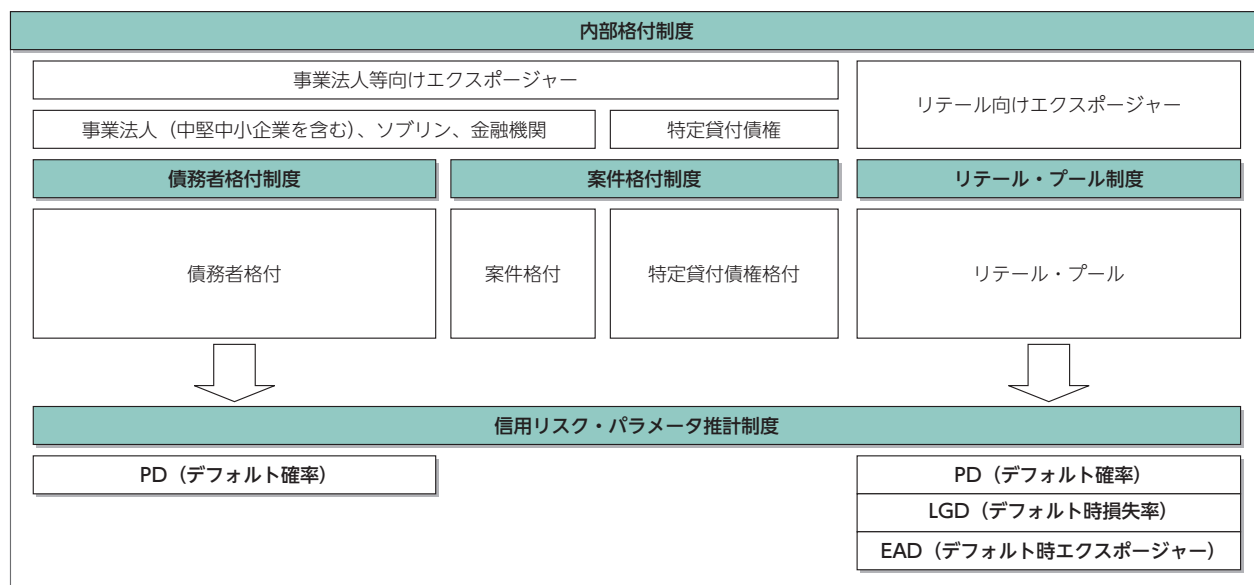 内部格付制度
事業法人等向けエクスポージャー
リテール向けエクスポージャー
事業法人（中堅中小企業を含む）、ソブリン、金融機関
特定貸付債権
債務者格付制度
案件格付制度
リテール・プール制度
債務者格付
案件格付
特定貸付債権格付
リテール・プール
信用リスク・パラメータ推計制度
PD（デフォルト確率）
PD（デフォルト確率）
LGD（デフォルト時損失率）
EAD（デフォルト時エクスポージャー）